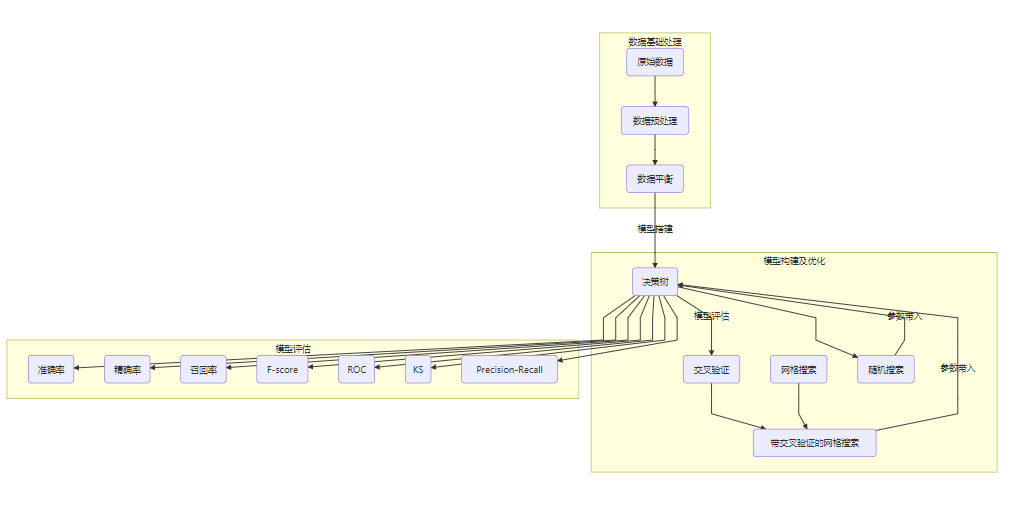 数据基础处理
原始数据
数据预处理
数据平衡
模型搭建
模型构建及优化
决策树
模型评估
参数带入
模型评估
准确率
精确率
召回率
F-score
ROC
KS
Precision-Recall
交叉验证
网格搜索
随机搜索
参数带入
带交叉验证的网格搜索